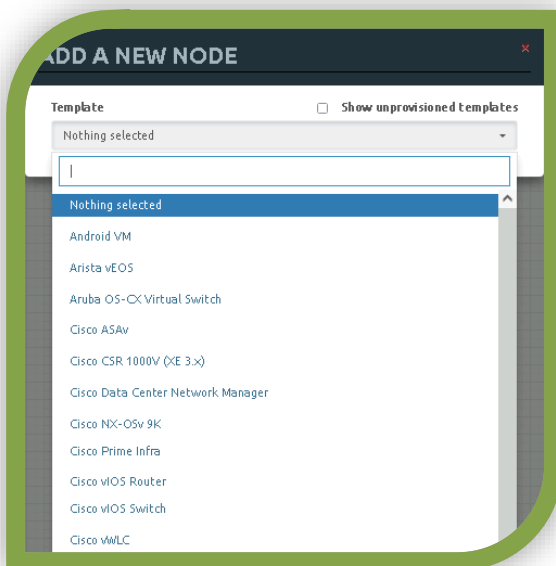 ADD A NEW NODE
×
Template
Show unprovisioned templates
Nothing selected
Nothing selected
Android VM
Arista vEOS
Aruba OS-CX Virtual Switch
Cisco ASAv
Cisco CSR 1000V (XE 3.x)
Cisco Data Center Network Manager
Cisco NX-OSv 9K
Cisco Prime Infra
Cisco vIOS Router
Cisco vIOS Switch
Cisco vWLC